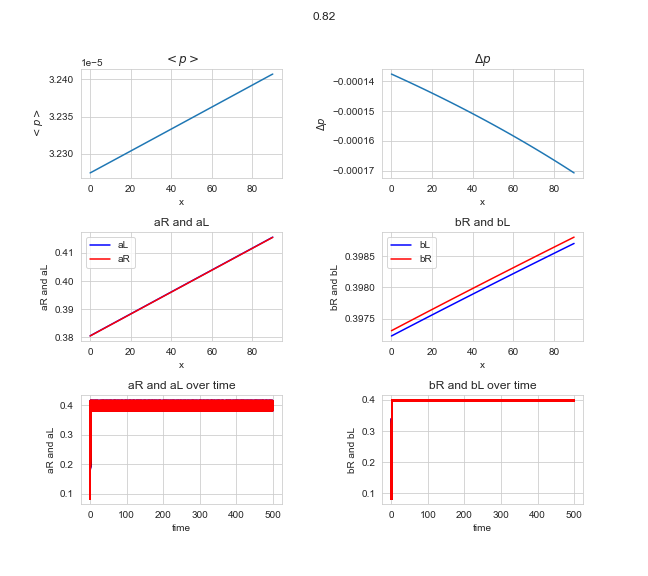 0.82
< p >
Δp
1e−5
3.240
3.235
3.230
< p >
0 20 40 60 80
x
−0.00014
−0.00015
−0.00016
−0.00017
Δp
0 20 40 60 80
x
aR and aL
bR and bL
aL
aR
0.41
0.40
0.39
0.38
aR and aL
0 20 40 60 80
x
bL
bR
0.3985
0.3980
0.3975
bR and bL
0 20 40 60 80
x
aR and aL over time
bR and bL over time
0.4
0.3
0.2
0.1
aR and aL
0 100 200 300 400 500
time
0.4
0.3
0.2
0.1
bR and bL
0 100 200 300 400 500
time